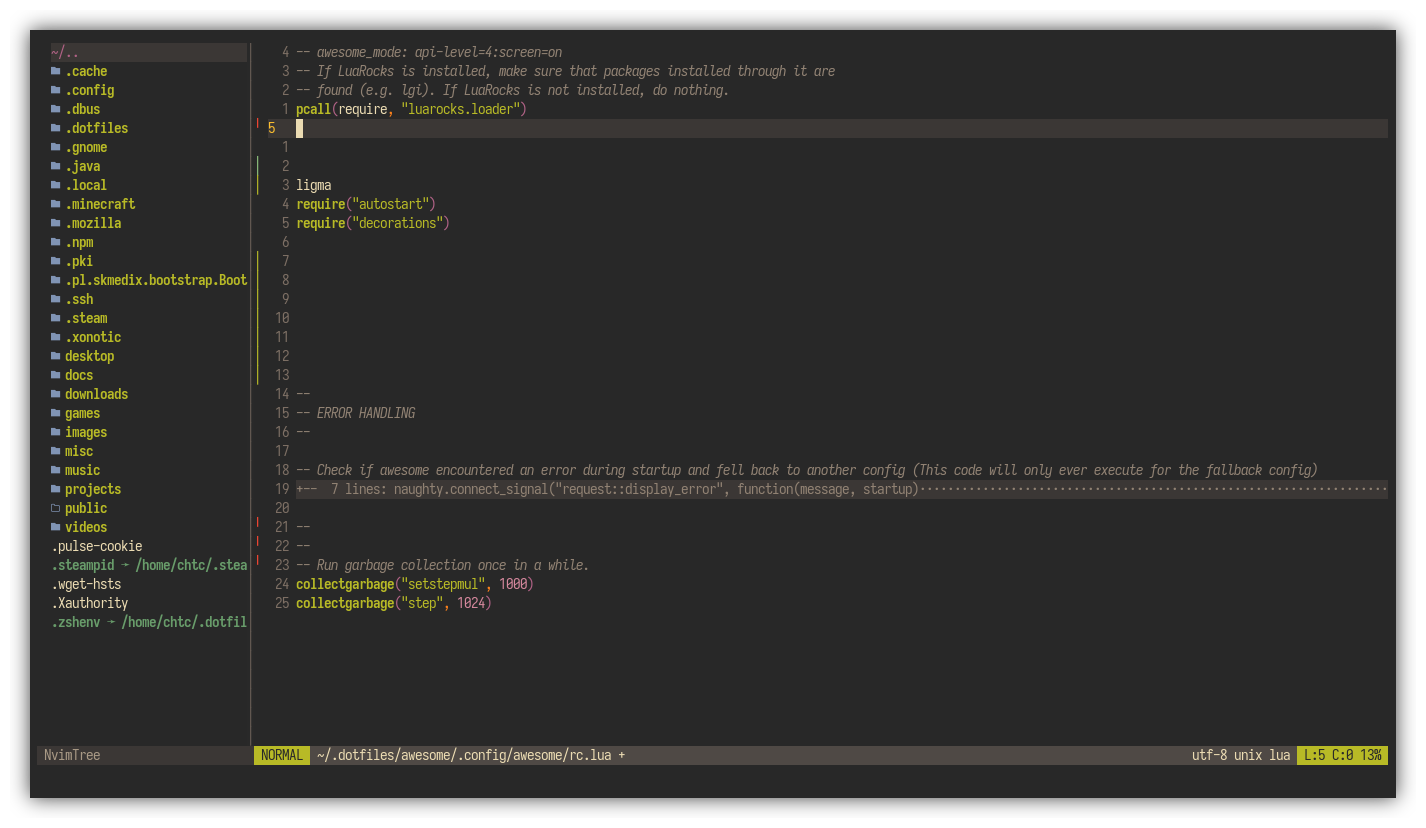 ~/..
.cache
.config
.dbus
.dotfiles
.gnome
.java
.local
.minecraft
.mozilla
.npm
.pki
.pl.skmedix.bootstrap.Boot
.ssh
.steam
.xonotic
desktop
docs
downloads
games
images
misc
music
projects
public
videos
.pulse-cookie
.steampid → /home/chtc/.stea
.wget-hsts
.Xauthority
.zshenv → /home/chtc/.dotfil
NvimTree
4 -- awesome_mode: api-level=4:screen=on
3 -- If LuaRocks is installed, make sure that packages installed through it are
2 -- found (e.g. lgi). If LuaRocks is not installed, do nothing.
1 pcall(require, "luarocks.loader")
5
1
2
3 ligma
4 require("autostart")
5 require("decorations")
6
7
8
9
10
11
12
13
14 --
15 -- ERROR HANDLING
16 --
17
18 -- Check if awesome encountered an error during startup and fell back to another config (This code will only ever execute for the fallback config)
19 +--  7 lines: naughty.connect_signal("request::display_error", function(message, startup)···································································
20
21 --
22 --
23 -- Run garbage collection once in a while.
24 collectgarbage("setstepmul", 1000)
25 collectgarbage("step", 1024)
NORMAL ~/.dotfiles/awesome/.config/awesome/rc.lua + utf-8 unix lua L:5 C:0 13%